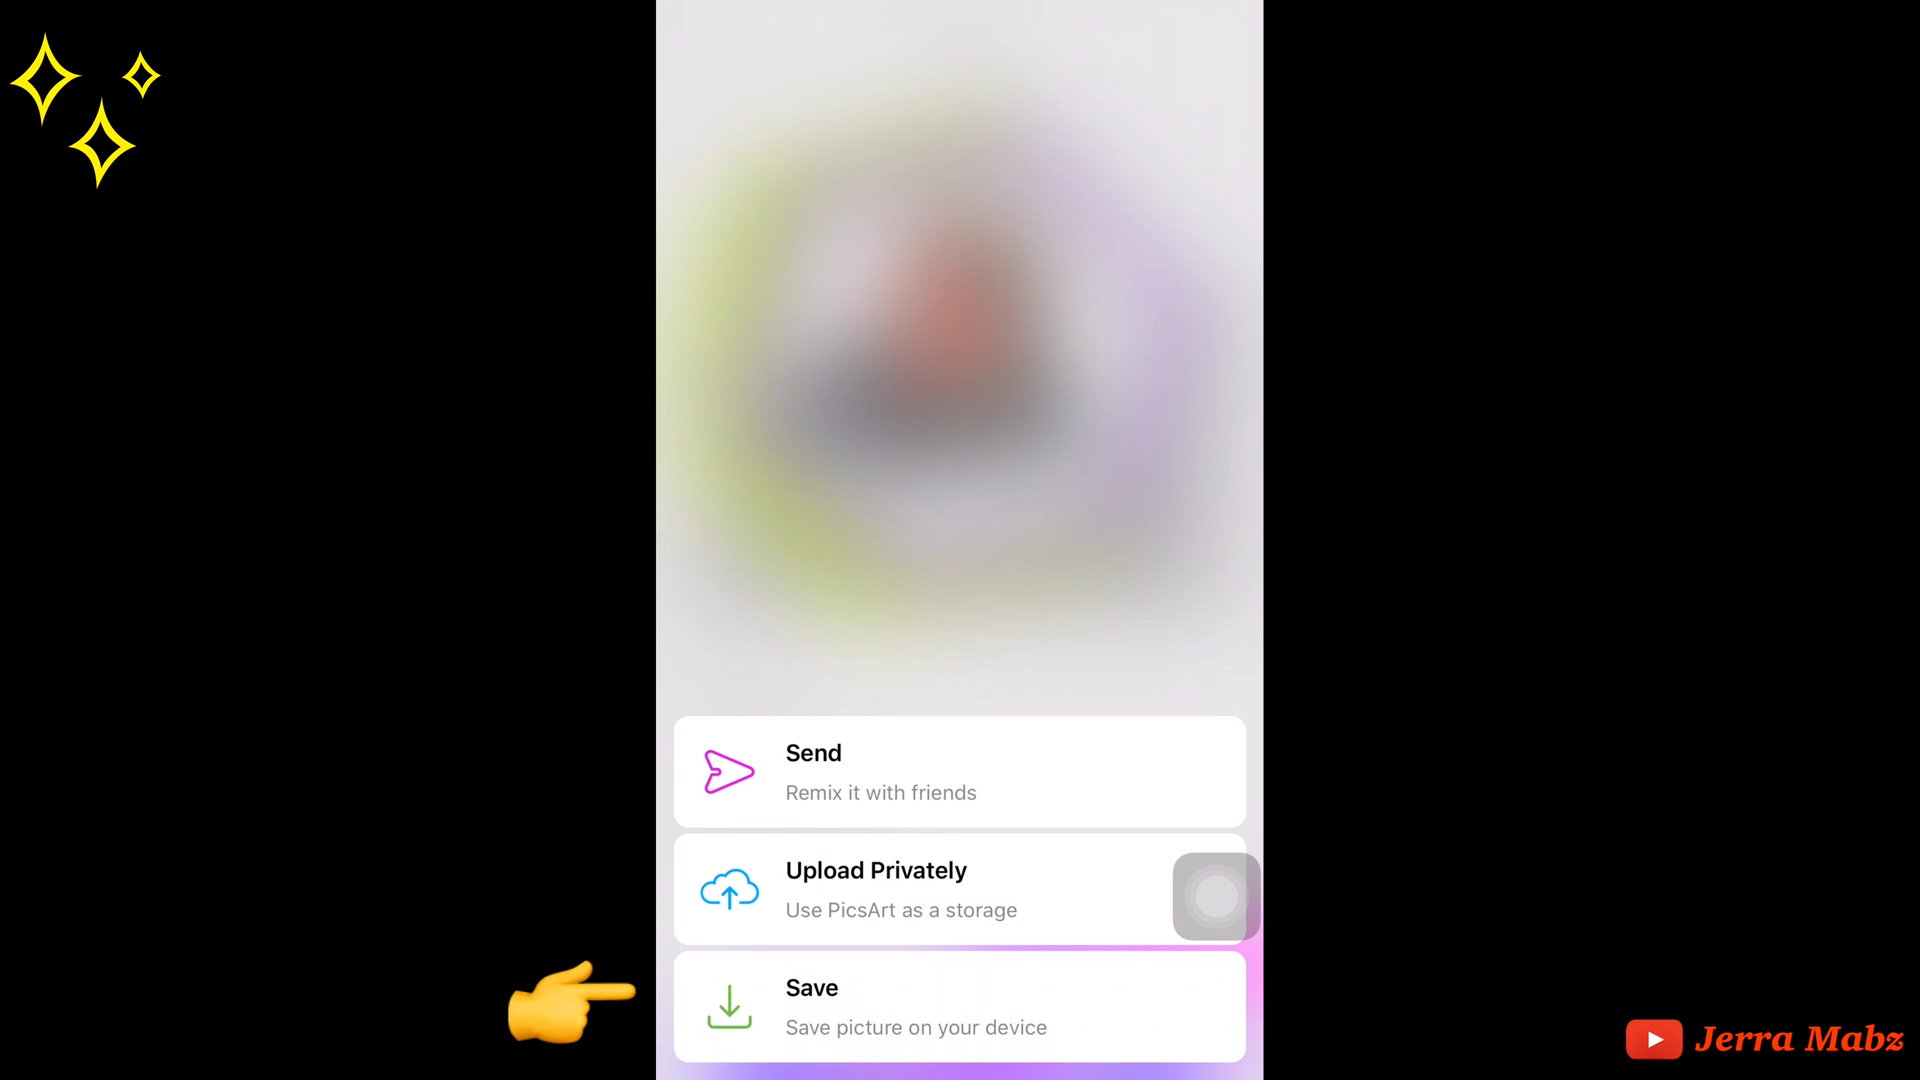 Send
Remix it with friends
Upload Privately
Use PicsArt as a storage
Save
Save picture on your device
Jerra Mabz